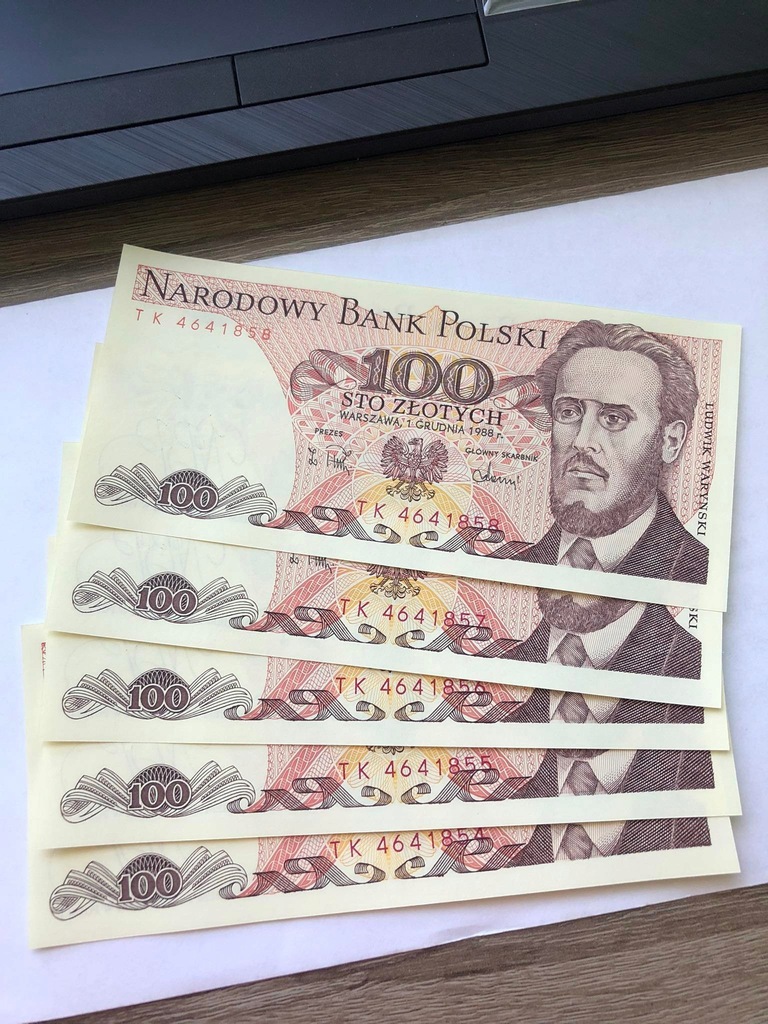 NARODOWY BANK POLSKI
TK 4641858
100
STO ZŁOTYCH
WARSZAWA, 1 GRUDNIA 1988 r.
PREZES
GŁÓWNY SKARBNIK
LUDWIK WARYŃSKI
100
TK 4641858
100
TK 4641857
SKI
100
TK 4641856
100
TK 4641855
100
TK 4641854